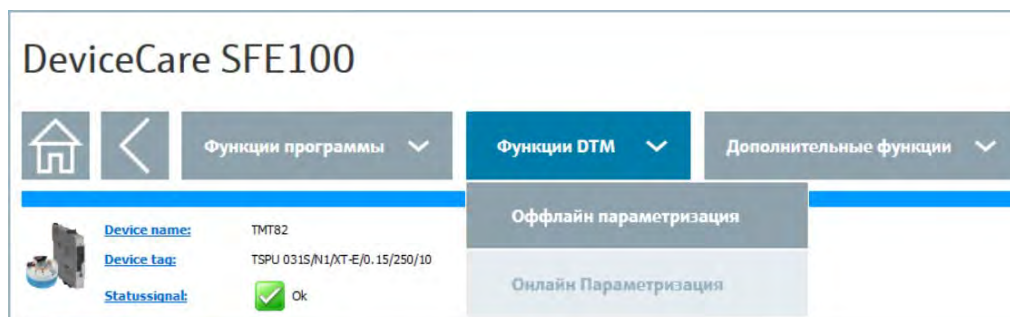 DeviceCare SFE100
Функции программы Функции DTM Дополнительные функции
Оффлайн параметризация
Device name: TMT82
Device tag: TSPU 031S/N1/XT-E/0.15/250/10
Онлайн Параметризация
Statussignal: Ok